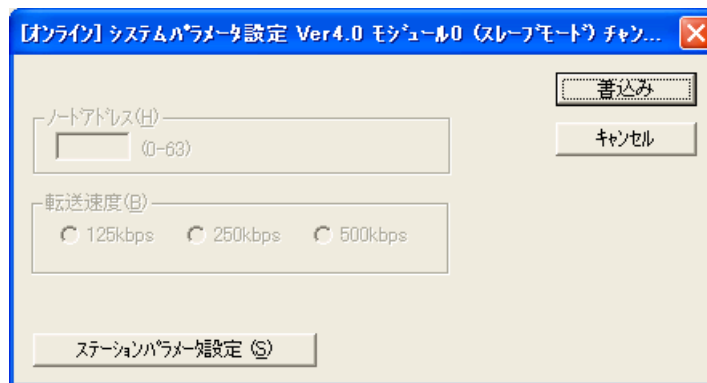 [オンライン] システムパラメータ設定 Ver4.0 モジュール0 (スレーブモード) チャン...
書込み
ノードアドレス(H)
(0-63)
キャンセル
転送速度(B)
125kbps 250kbps 500kbps
ステーションパラメータ設定 (S)